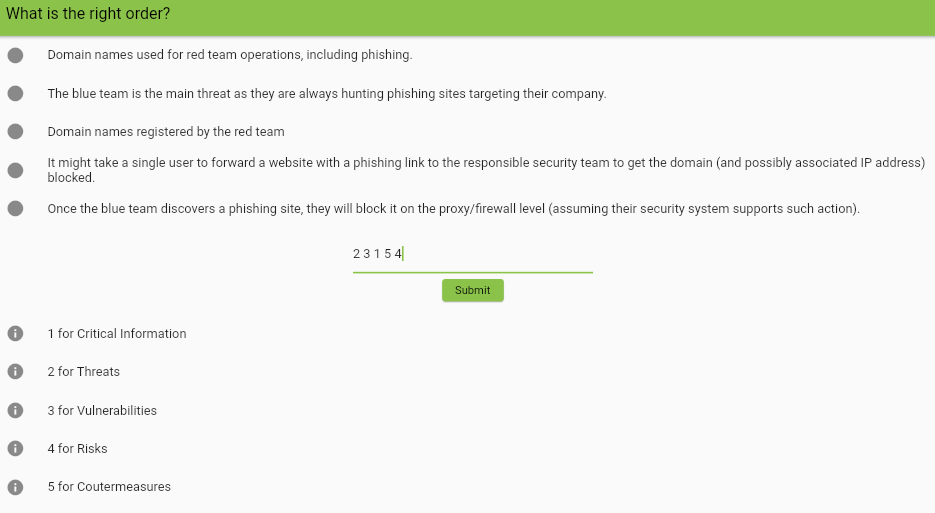 What is the right order?
Domain names used for red team operations, including phishing.
The blue team is the main threat as they are always hunting phishing sites targeting their company.
Domain names registered by the red team
It might take a single user to forward a website with a phishing link to the responsible security team to get the domain (and possibly associated IP address)
blocked.
Once the blue team discovers a phishing site, they will block it on the proxy/firewall level (assuming their security system supports such action).
2 3 1 5 4
Submit
1 for Critical Information
2 for Threats
3 for Vulnerabilities
4 for Risks
5 for Coutermeasures